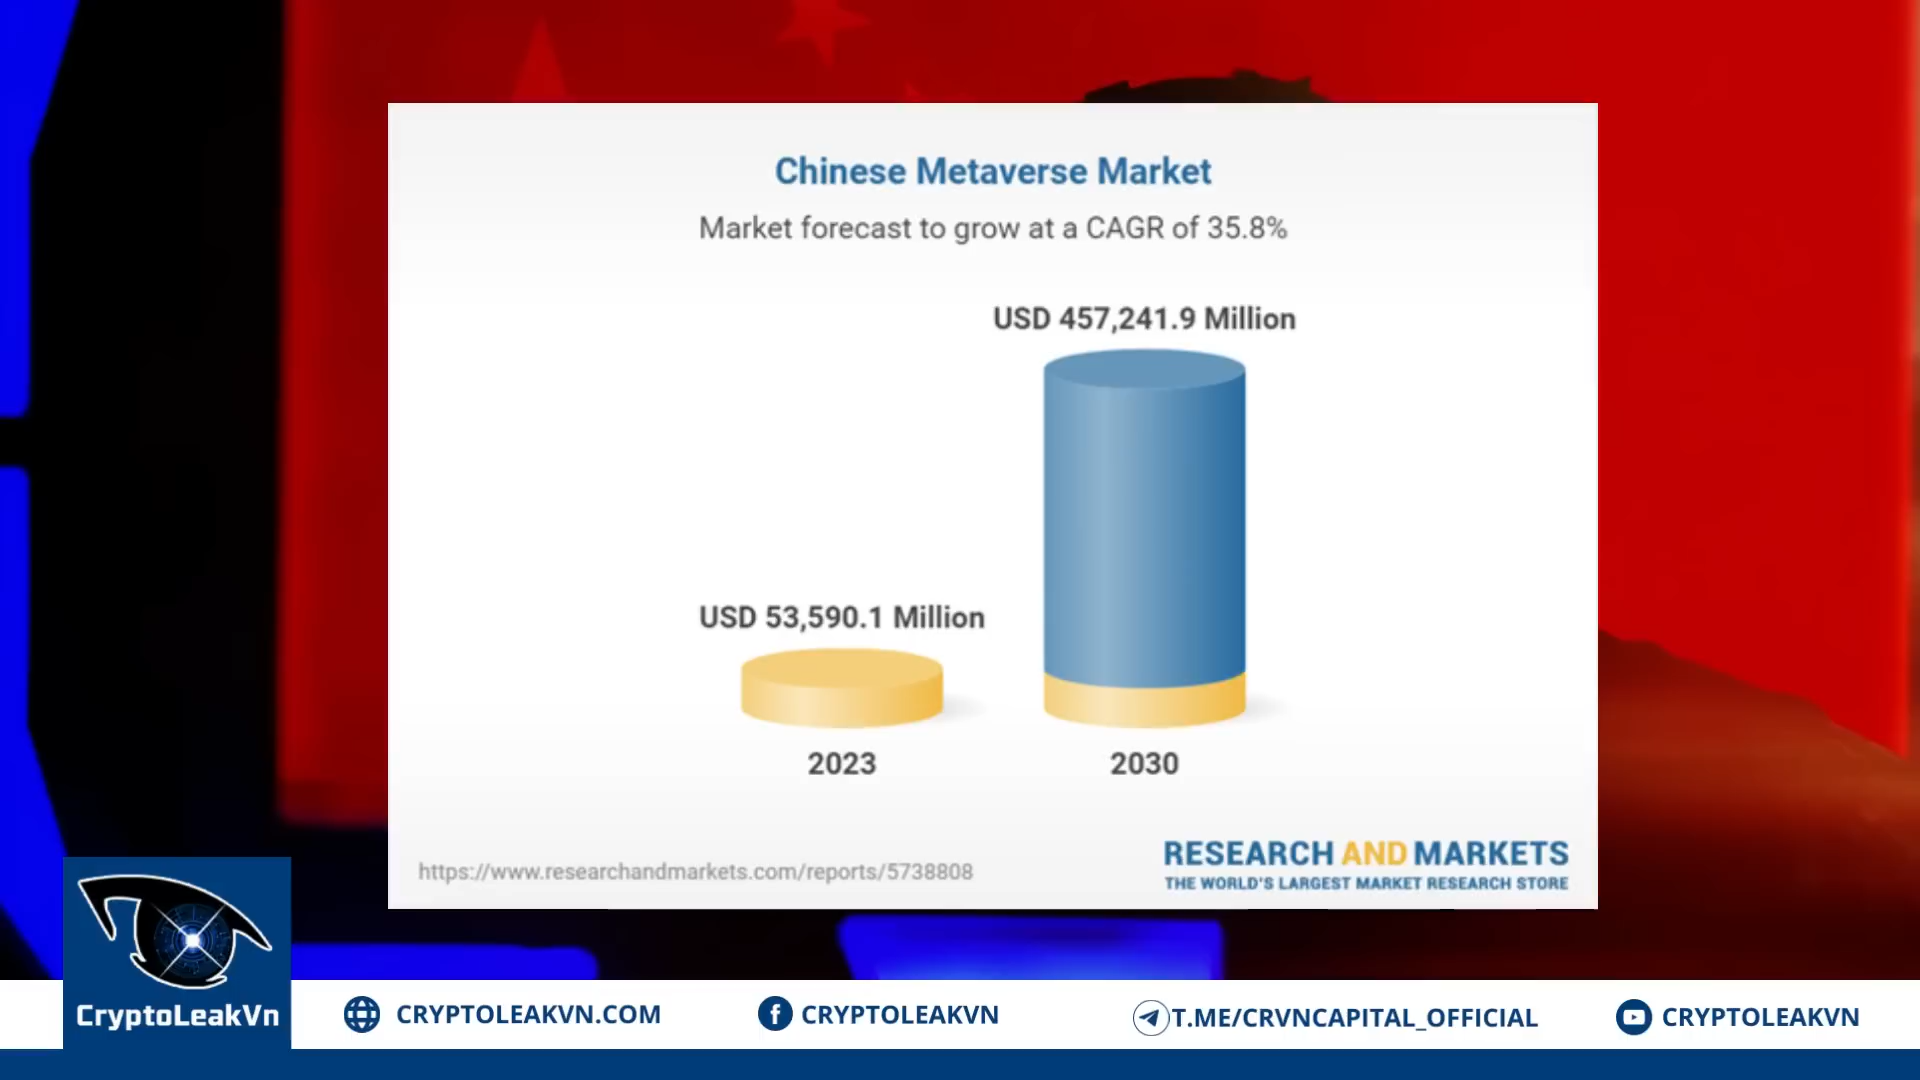 Chinese Metaverse Market
Market forecast to grow at a CAGR of 35.8%
USD 457,241.9 Million
USD 53,590.1 Million
2023
2030
https://www.researchandmarkets.com/reports/5738808
RESEARCH AND MARKETS
THE WORLD'S LARGEST MARKET RESEARCH STORE
CryptoLeakVn
CRYPTOLEAKVN.COM
CRYPTOLEAKVN
T.ME/CRVNCAPITAL_OFFICIAL
CRYPTOLEAKVN